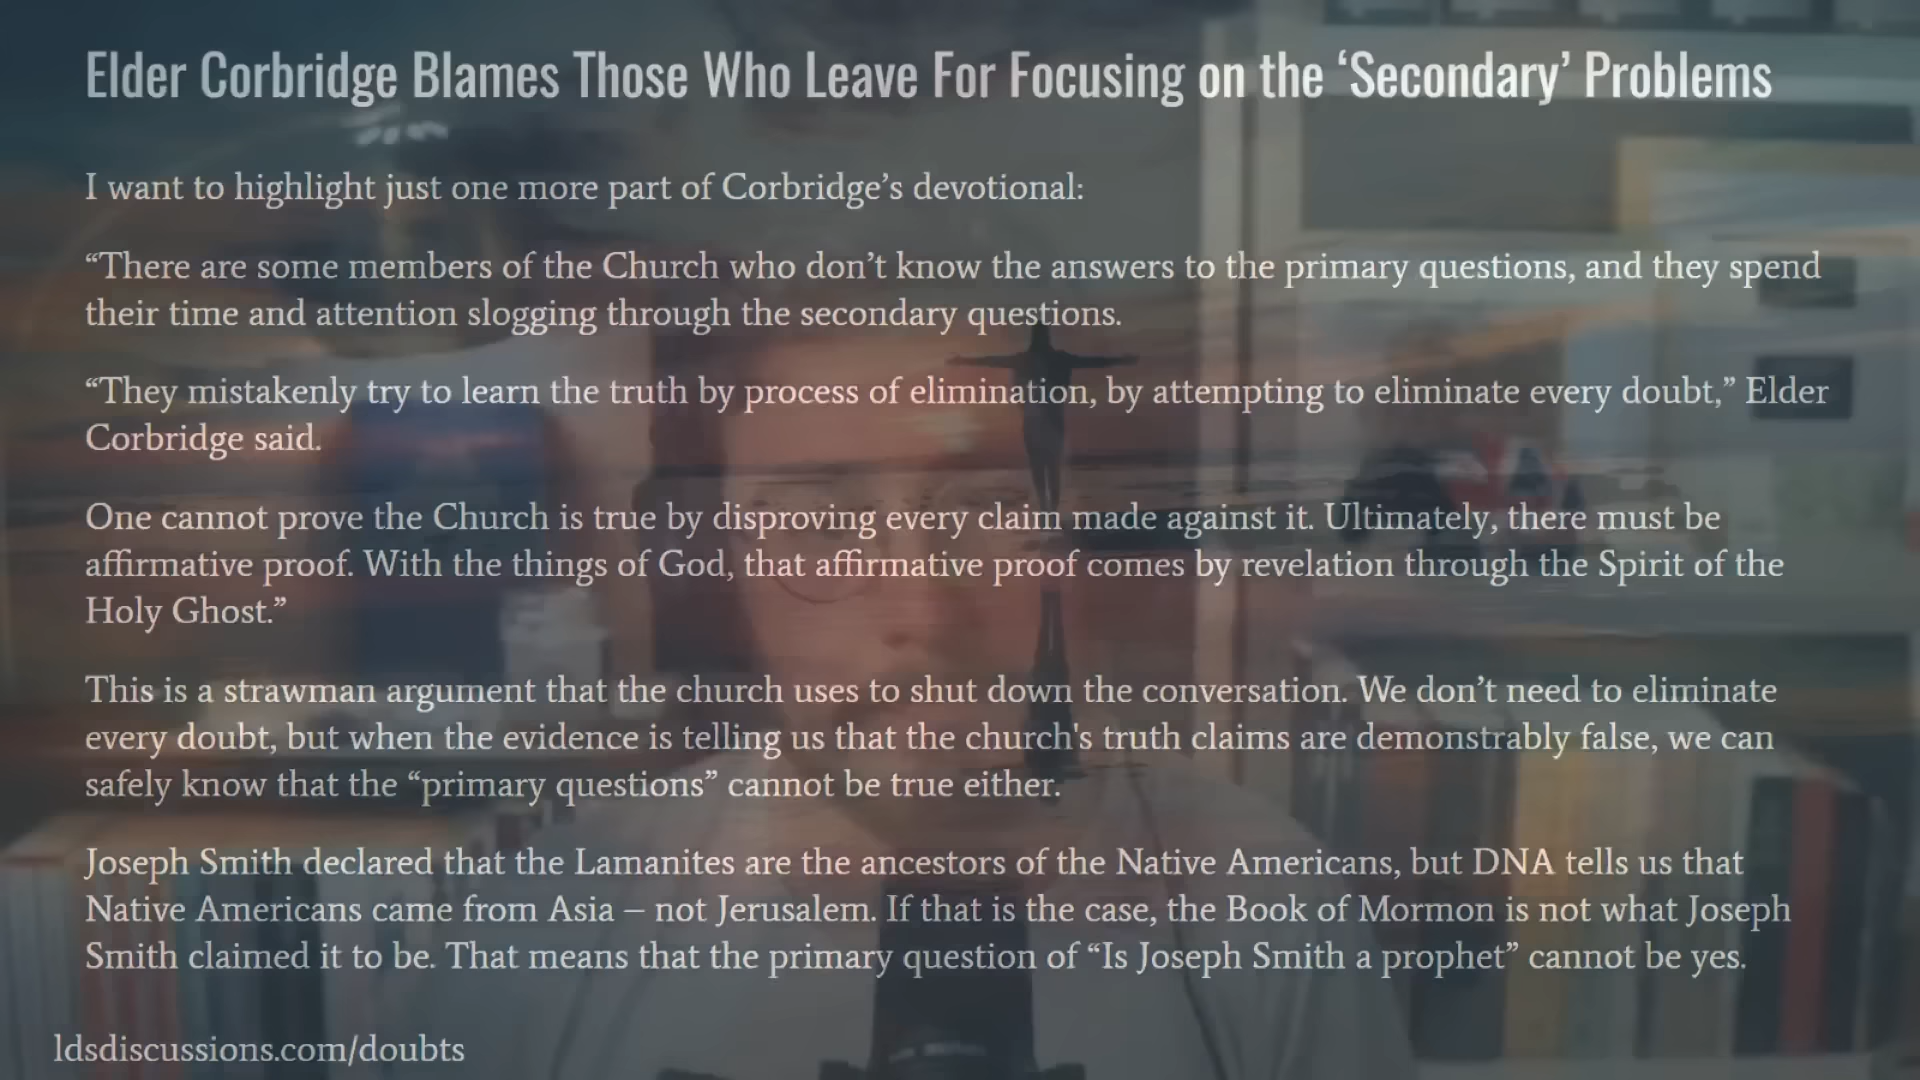 Elder Corbridge Blames Those Who Leave For Focusing on the ‘Secondary’ Problems
I want to highlight just one more part of Corbridge’s devotional:
“There are some members of the Church who don’t know the answers to the primary questions, and they spend
their time and attention slogging through the secondary questions.
“They mistakenly try to learn the truth by process of elimination, by attempting to eliminate every doubt,” Elder
Corbridge said.
One cannot prove the Church is true by disproving every claim made against it. Ultimately, there must be
affirmative proof. With the things of God, that affirmative proof comes by revelation through the Spirit of the
Holy Ghost.”
This is a strawman argument that the church uses to shut down the conversation. We don’t need to eliminate
every doubt, but when the evidence is telling us that the church's truth claims are demonstrably false, we can
safely know that the “primary questions” cannot be true either.
Joseph Smith declared that the Lamanites are the ancestors of the Native Americans, but DNA tells us that
Native Americans came from Asia – not Jerusalem. If that is the case, the Book of Mormon is not what Joseph
Smith claimed it to be. That means that the primary question of “Is Joseph Smith a prophet” cannot be yes.
ldsdiscussions.com/doubts